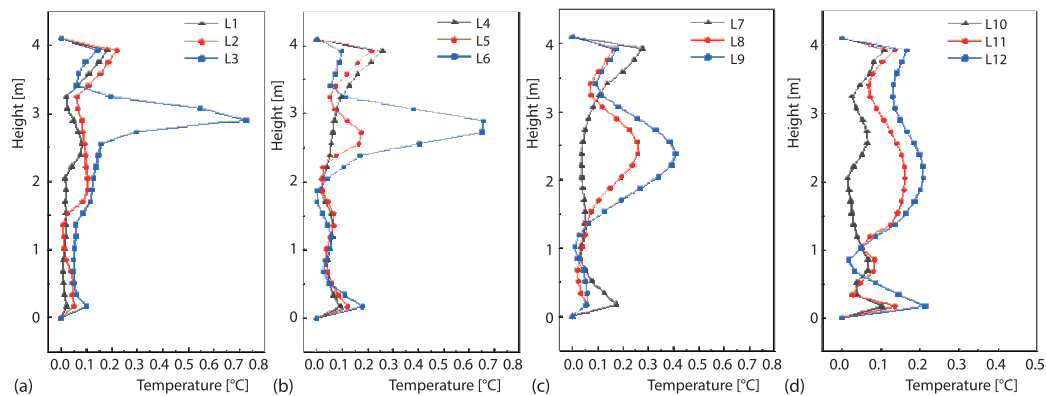 L1
L2
L3
Height [m]
4
3
2
1
0
0.0 0.1 0.2 0.3 0.4 0.5 0.6 0.7 0.8
(a) Temperature [°C]
L4
L5
L6
Height [m]
4
3
2
1
0
0.0 0.1 0.2 0.3 0.4 0.5 0.6 0.7 0.8
(b) Temperature [°C]
L7
L8
L9
Height [m]
4
3
2
1
0
0.0 0.1 0.2 0.3 0.4 0.5 0.6 0.7 0.8
(c) Temperature [°C]
L10
L11
L12
Height [m]
4
3
2
1
0
0.0 0.1 0.2 0.3 0.4 0.5
(d) Temperature [°C]